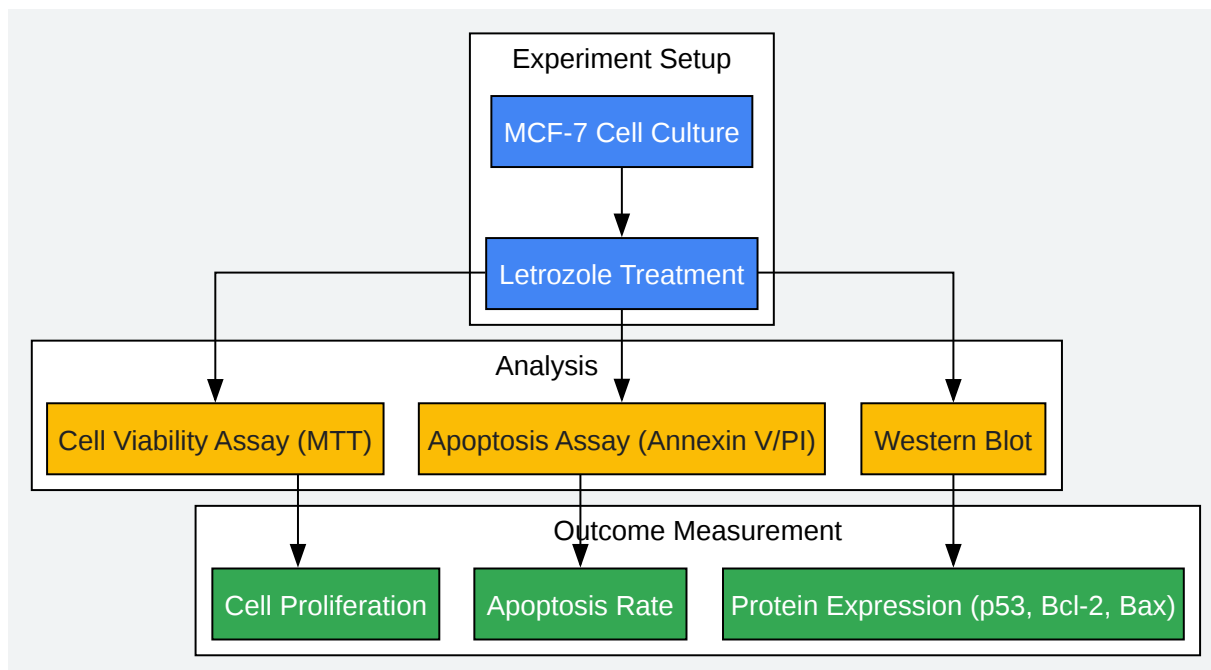 Experiment Setup
MCF-7 Cell Culture
Letrozole Treatment
Analysis
Cell Viability Assay (MTT)
Apoptosis Assay (Annexin V/PI)
Western Blot
Outcome Measurement
Cell Proliferation
Apoptosis Rate
Protein Expression (p53, Bcl-2, Bax)